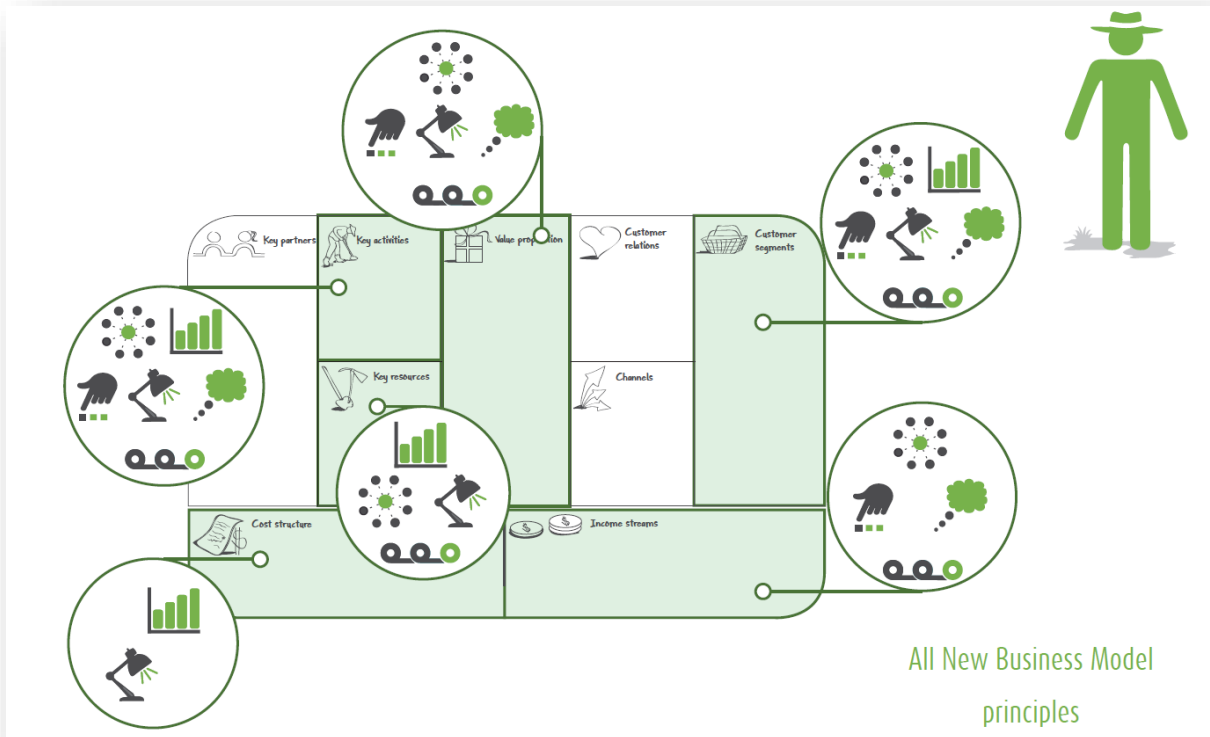 Key partners
Key activities
Value proposition
Customer
relations
Customer
segments
Key resources
Channels
Cost structure
$
$ $
Income streams
All New Business Model
principles